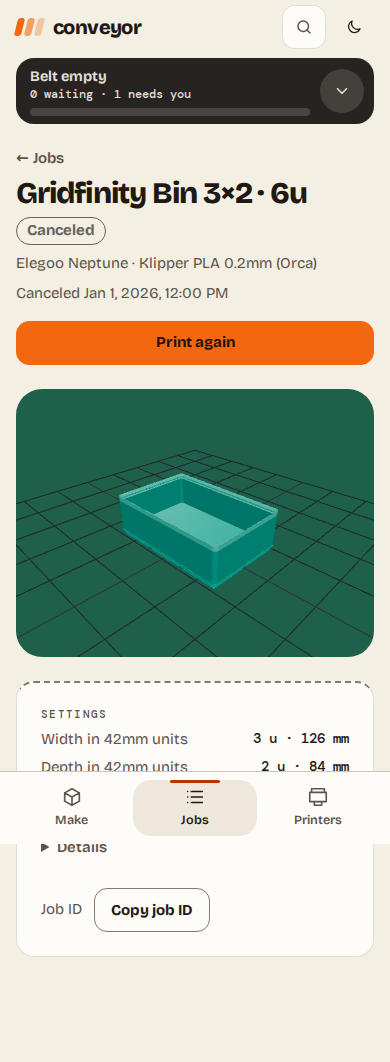 conveyor
Belt empty
0 waiting · 1 needs you
← Jobs
Gridfinity Bin 3×2 · 6u
Canceled
Elegoo Neptune · Klipper PLA 0.2mm (Orca)
Canceled Jan 1, 2026, 12:00 PM
Print again
SETTINGS
Width in 42mm units 3 u · 126 mm
Depth in 42mm units 2 u · 84 mm
Make Jobs Printers
Details
Job ID Copy job ID